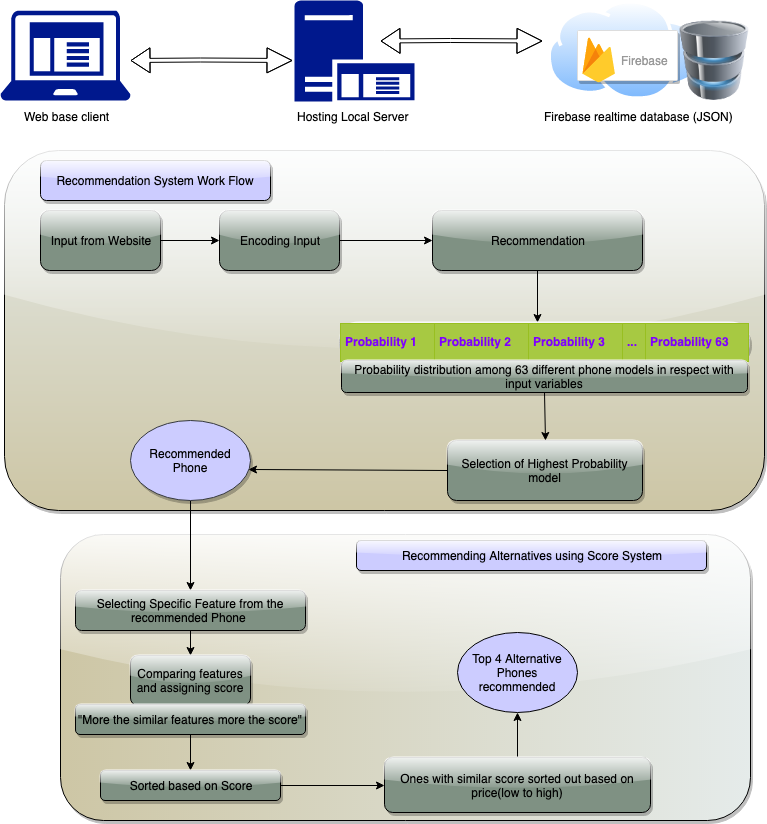 Firebase
Web base client
Hosting Local Server
Firebase realtime database (JSON)
Recommendation System Work Flow
Input from Website
Encoding Input
Recommendation
Probability 1
Probability 2
Probability 3
...
Probability 63
Probability distribution among 63 different phone models in respect with
input variables
Recommended
Phone
Selection of Highest Probability
model
Recommending Alternatives using Score System
Selecting Specific Feature from the
recommended Phone
Comparing features
and assigning score
"More the similar features more the score"
Sorted based on Score
Top 4 Alternative
Phones
recommended
Ones with similar score sorted out based on
price(low to high)